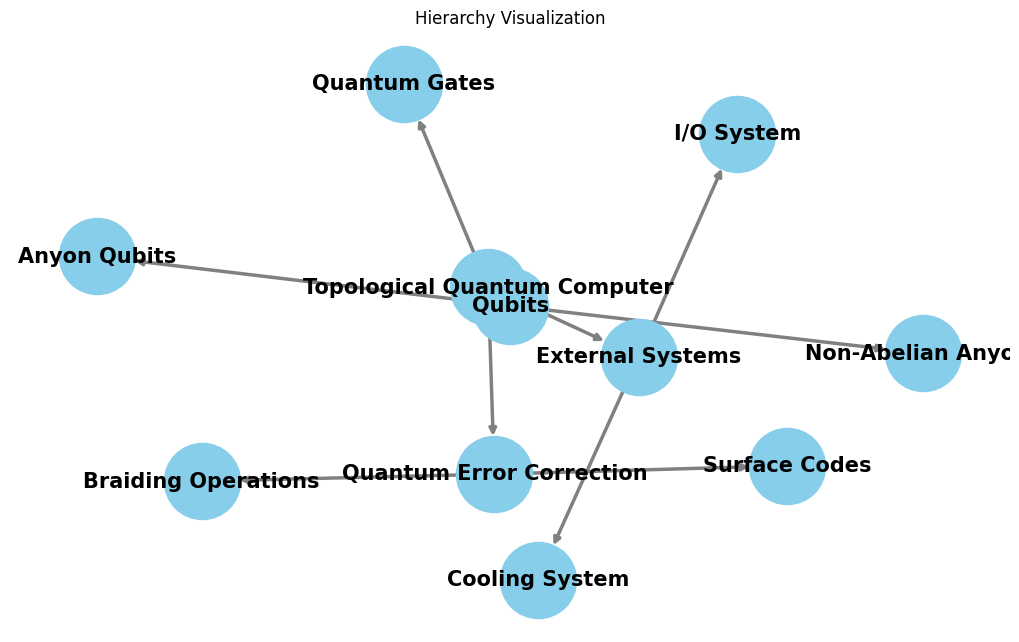 Hierarchy Visualization
Quantum Gates
I/O System
Anyon Qubits
Topological Quantum Computer
Qubits
External Systems
Non-Abelian Anyo
Quantum Error Correction
Surface Codes
Braiding Operations
Cooling System